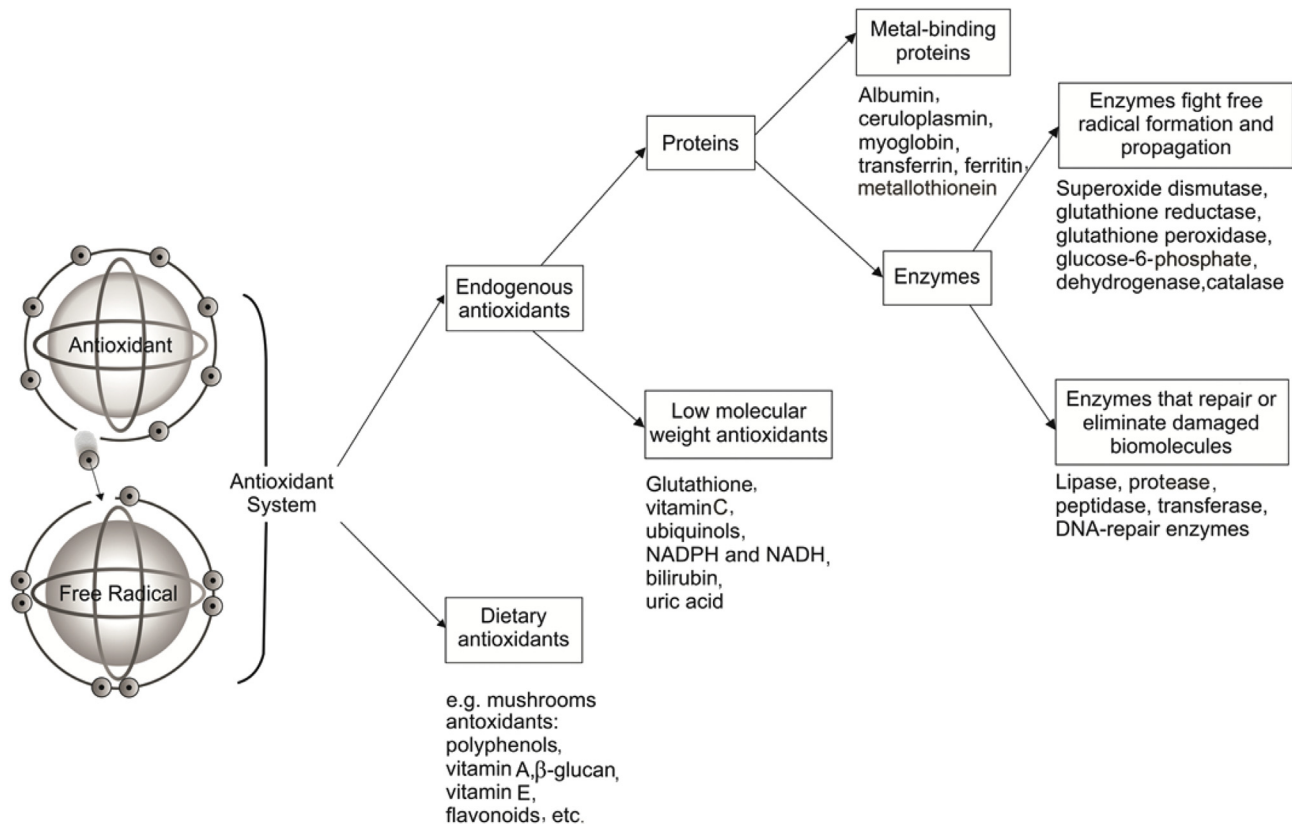 Antioxidant
Free Radical
Antioxidant
System
Endogenous
antioxidants
Dietary
antioxidants
e.g. mushrooms
antoxidants:
polyphenols,
vitamin A,β-glucan,
vitamin E,
flavonoids, etc.
Proteins
Low molecular
weight antioxidants
Glutathione,
vitamin C,
ubiquinols,
NADPH and NADH,
bilirubin,
uric acid
Metal-binding
proteins
Albumin,
ceruloplasmin,
myoglobin,
transferrin, ferritin,
metallothionein
Enzymes
Enzymes fight free
radical formation and
propagation
Superoxide dismutase,
glutathione reductase,
glutathione peroxidase,
glucose-6-phosphate,
dehydrogenase,catalase
Enzymes that repair or
eliminate damaged
biomolecules
Lipase, protease,
peptidase, transferase,
DNA-repair enzymes